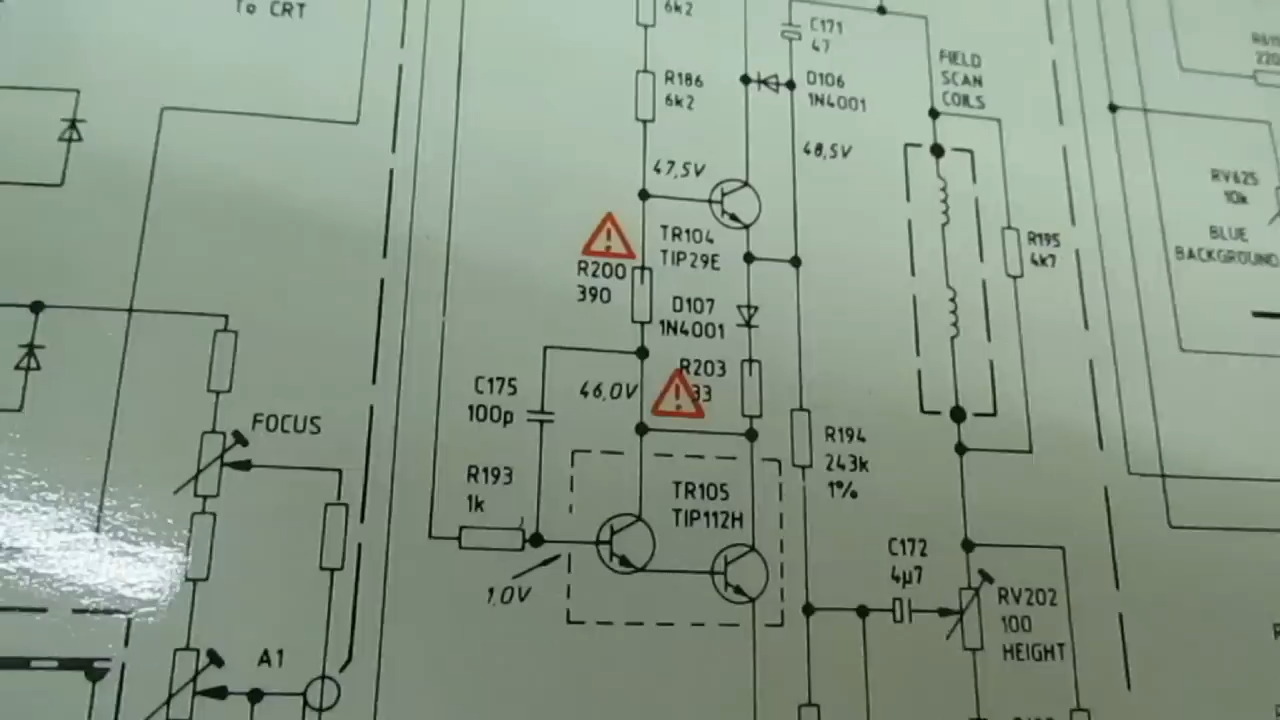 To CRT
6k2
C171
47
R186
6k2
D106
1N4001
FIELD
SCAN
COILS
48,5V
47,5V
RV625
10k
TR104
TIP29E
R200
390
BLUE
BACKGROUND
R195
4k7
D107
1N4001
R203
33
C175
100p
46,0V
FOCUS
R194
243k
1%
R193
1k
TR105
TIP112H
C172
4µ7
1,0V
RV202
100
HEIGHT
A1